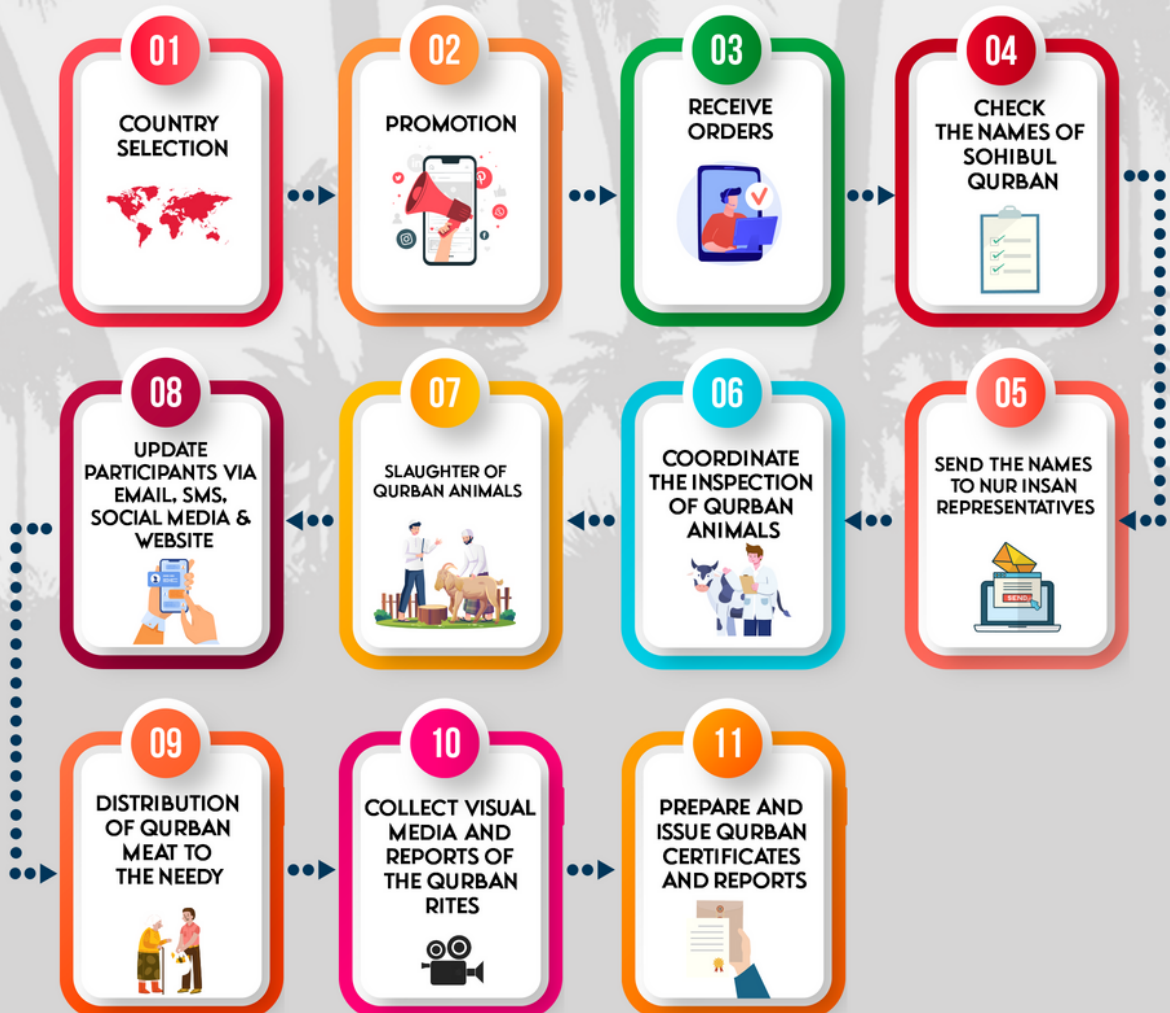 01
COUNTRY
SELECTION
02
PROMOTION
03
RECEIVE
ORDERS
04
CHECK
THE NAMES OF
SOHIBUL
QURBAN
05
SEND THE NAMES
TO NUR INSAN
REPRESENTATIVES
SEND
06
COORDINATE
THE INSPECTION
OF QURBAN
ANIMALS
07
SLAUGHTER OF
QURBAN ANIMALS
08
UPDATE
PARTICIPANTS VIA
EMAIL, SMS,
SOCIAL MEDIA &
WEBSITE
09
DISTRIBUTION
OF QURBAN
MEAT TO
THE NEEDY
10
COLLECT VISUAL
MEDIA AND
REPORTS OF
THE QURBAN
RITES
11
PREPARE AND
ISSUE QURBAN
CERTIFICATES
AND REPORTS